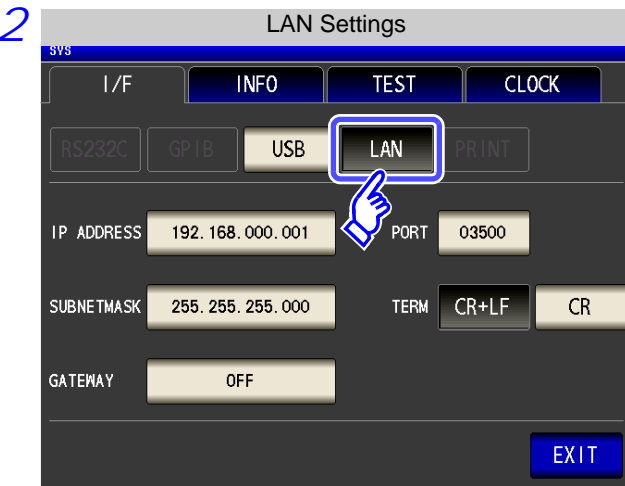 2
LAN Settings
SYS
I/F INFO TEST CLOCK
RS232C GPIB USB LAN PRINT
IP ADDRESS 192.168.000.001 PORT 03500
SUBNETMASK 255.255.255.000 TERM CR+LF CR
GATEWAY OFF
EXIT